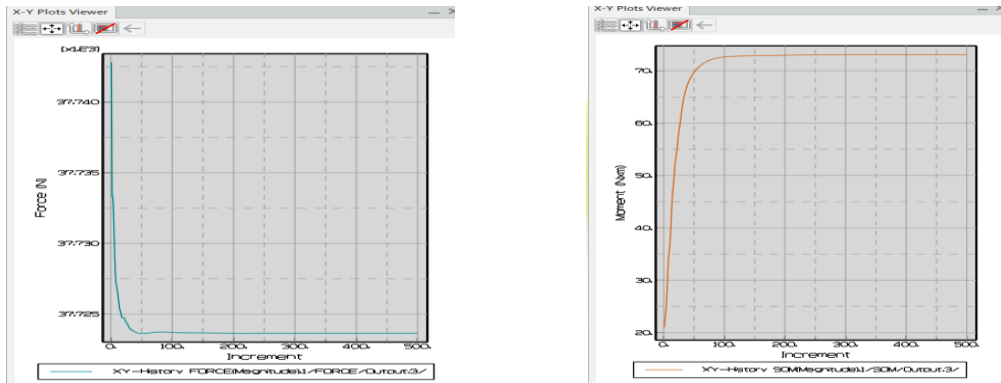 X-Y Plots Viewer
[x1.E3]
37.740
37.735
37.730
37.725
Force (N)
0. 100. 200. 300. 400. 500.
Increment
XY-History FORCE(Magnitude).1/FORCE/Output.3/
X-Y Plots Viewer
70.
60.
50.
40.
30.
20.
Moment (Nxm)
0. 100. 200. 300. 400. 500.
Increment
XY-History SOM(Magnitude).1/SOM/Output.3/